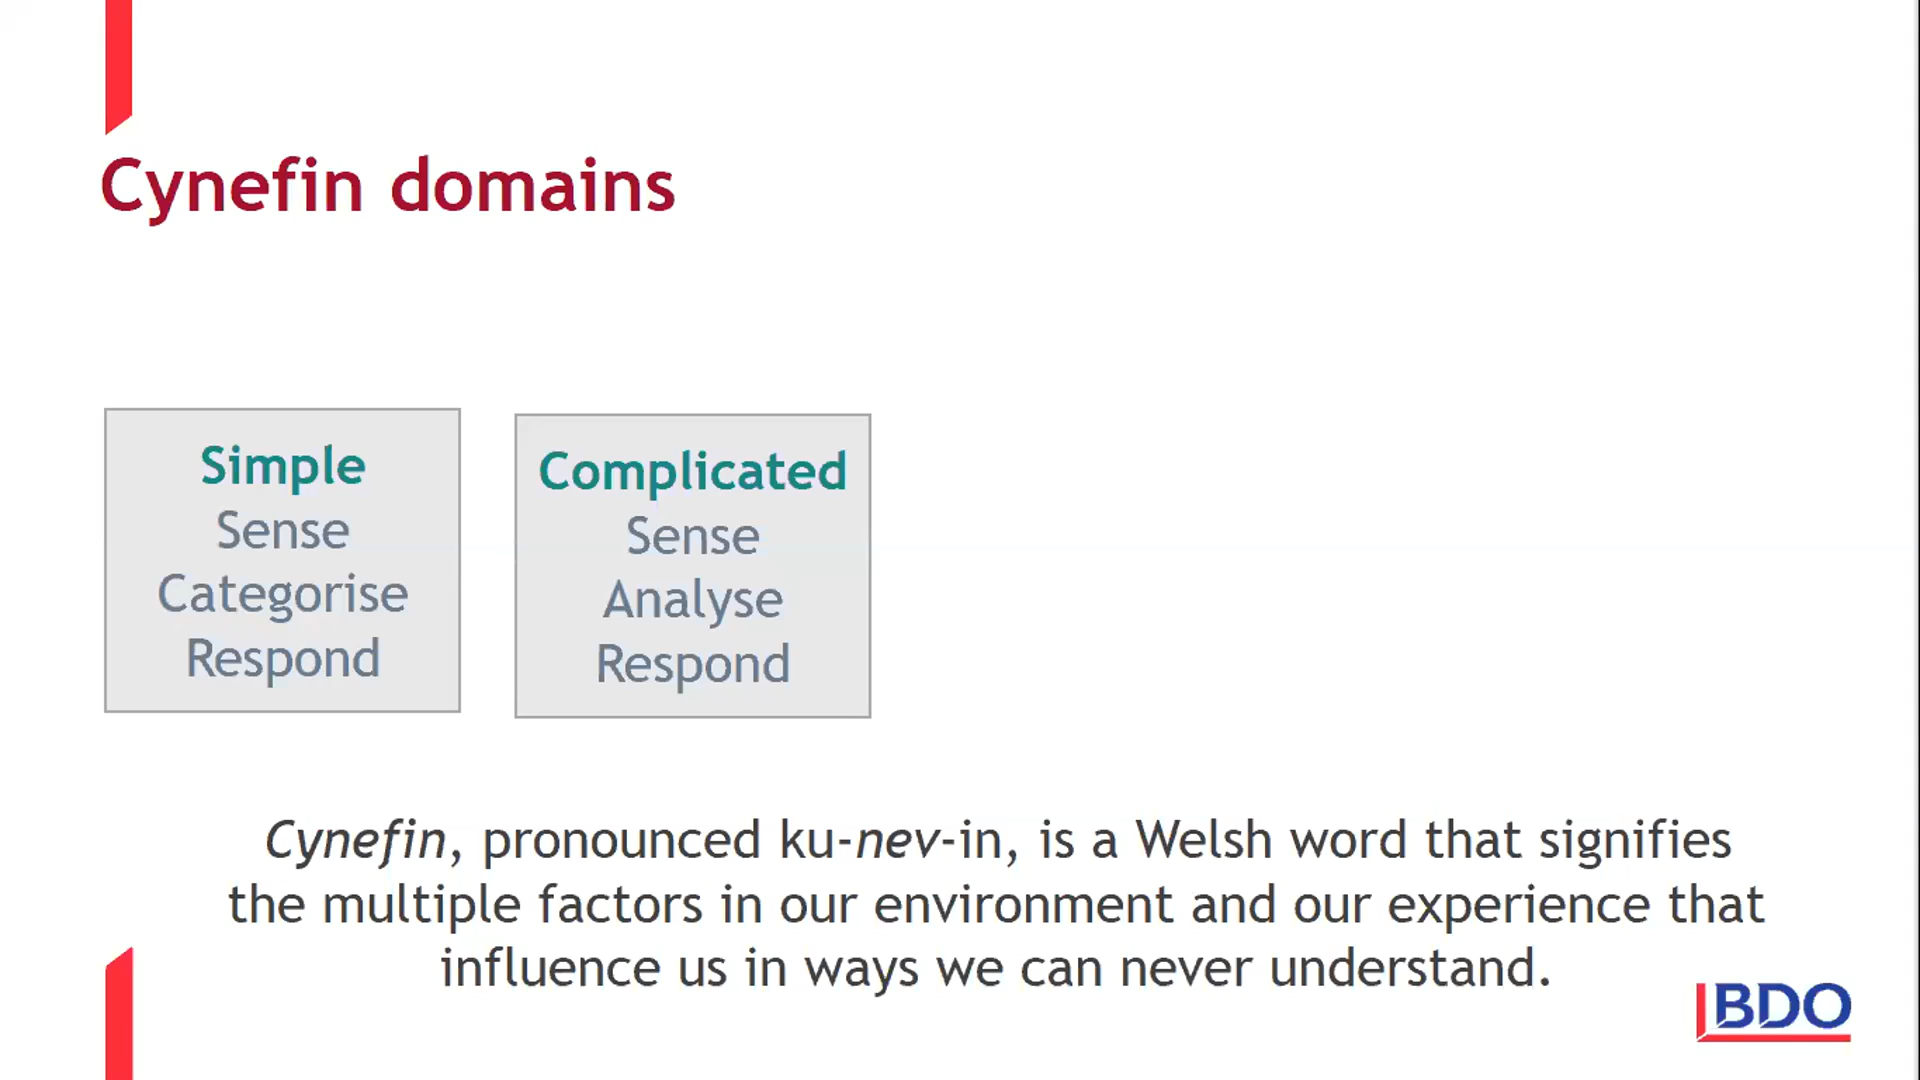 Cynefin domains
Simple
Sense
Categorise
Respond
Complicated
Sense
Analyse
Respond
Cynefin, pronounced ku-nev-in, is a Welsh word that signifies
the multiple factors in our environment and our experience that
influence us in ways we can never understand.
BDO